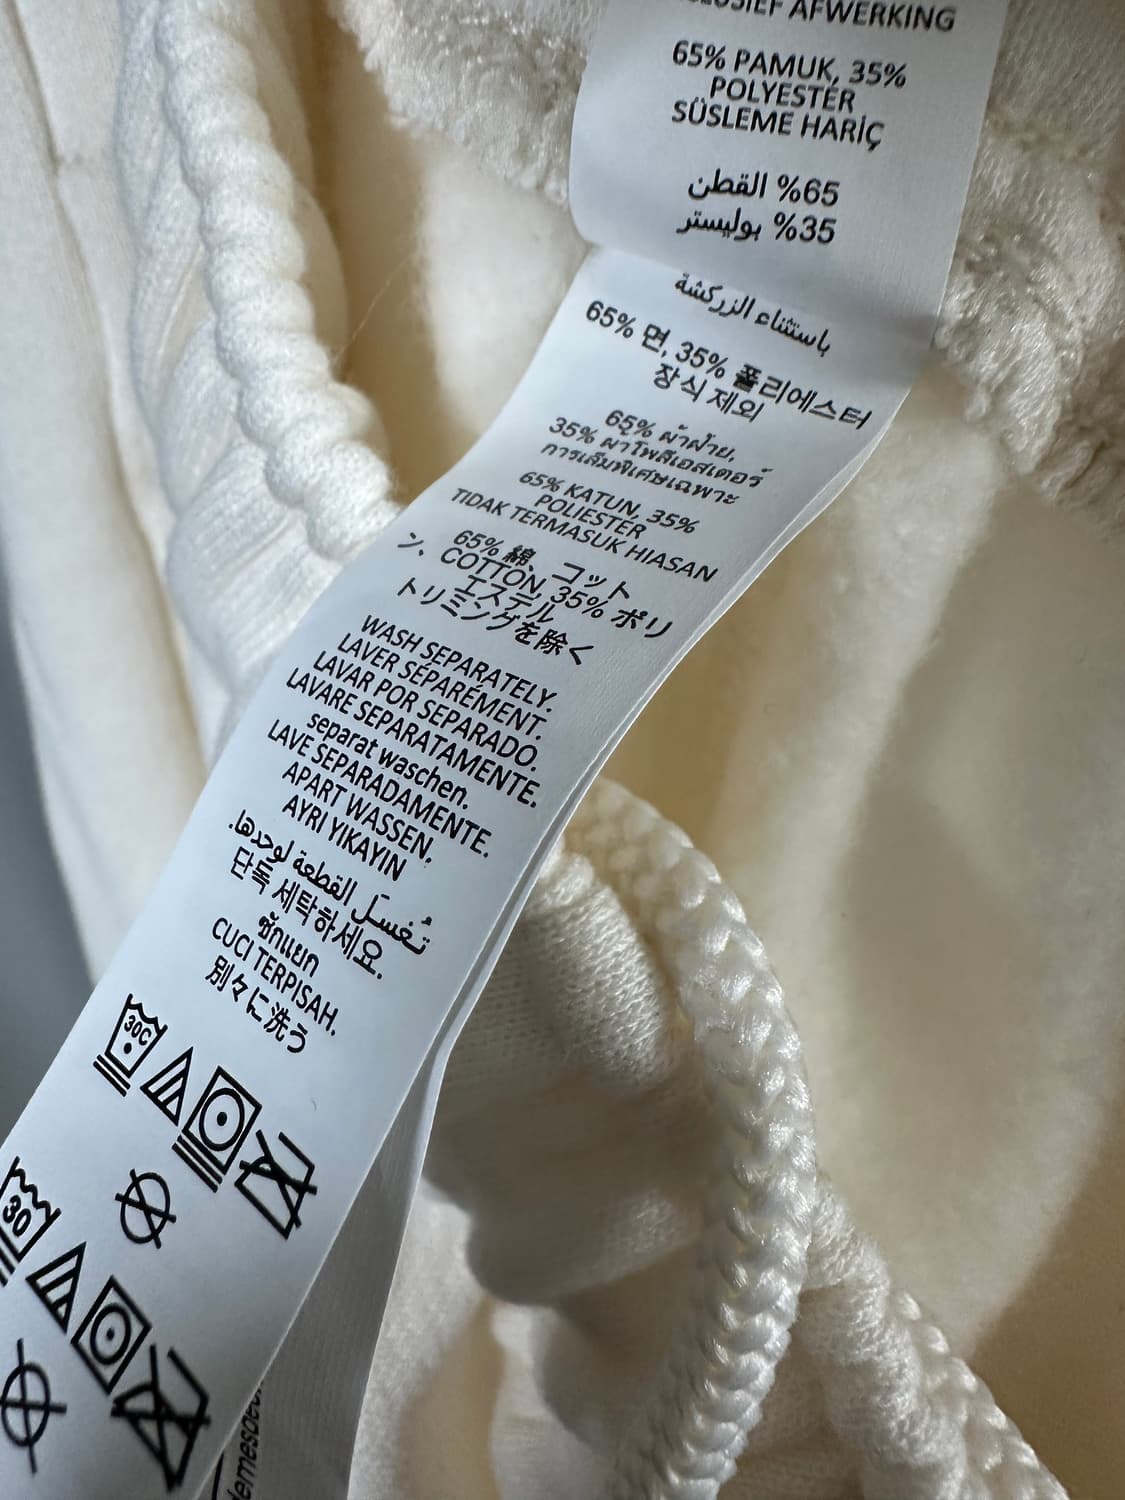 AFWERKING
65% PAMUK, 35%
POLYESTER
SÜSLEME HARİÇ
65% القطن
35% بوليستر
باستثناء الزركشة
65% 면, 35% 폴리에스터
장식 제외
65% ผ้าฝ้าย,
35% ผ้าโพลีเอสเตอร์
การเล็มพิเศษเฉพาะ
65% KATUN, 35%
POLIESTER
TIDAK TERMASUK HIASAN
65% 綿、コット
ン、COTTON 35% ポリ
エステル
トリミングを除く
WASH SEPARATELY.
LAVER SÉPARÉMENT.
LAVAR POR SEPARADO.
LAVARE SEPARATAMENTE.
separat waschen.
LAVE SEPARADAMENTE.
APART WASSEN.
AYRI YIKAYIN
تُغسَل القطعة لوحدها.
단독 세탁하세요.
ซักแยก
CUCI TERPISAH.
別々に洗う
30C
30